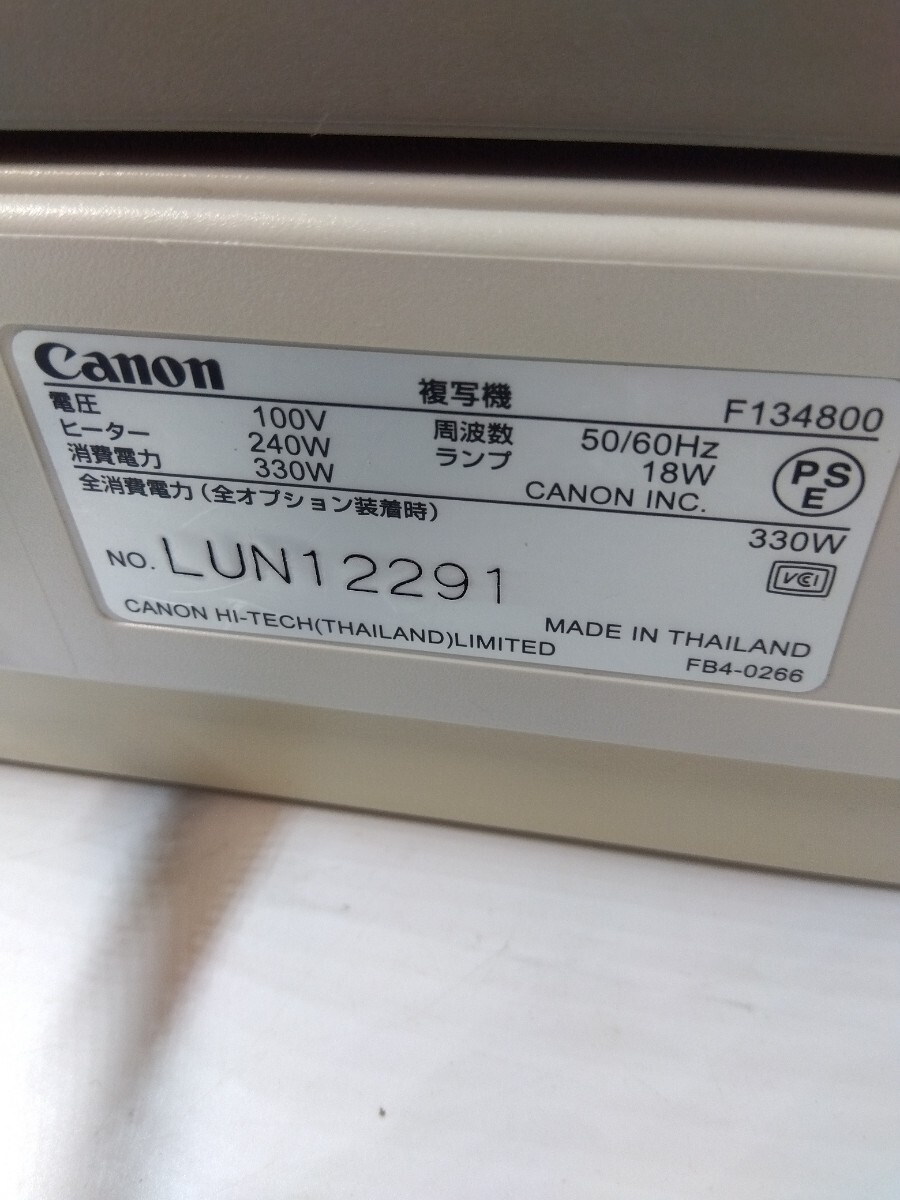 Canon 複写機 F134800
電圧 100V 周波数 50/60Hz
ヒーター 240W ランプ 18W
消費電力 330W CANON INC.
全消費電力(全オプション装着時) 330W
PS
E
NO. LUN12291
VCI
CANON HI-TECH(THAILAND)LIMITED MADE IN THAILAND
FB4-0266